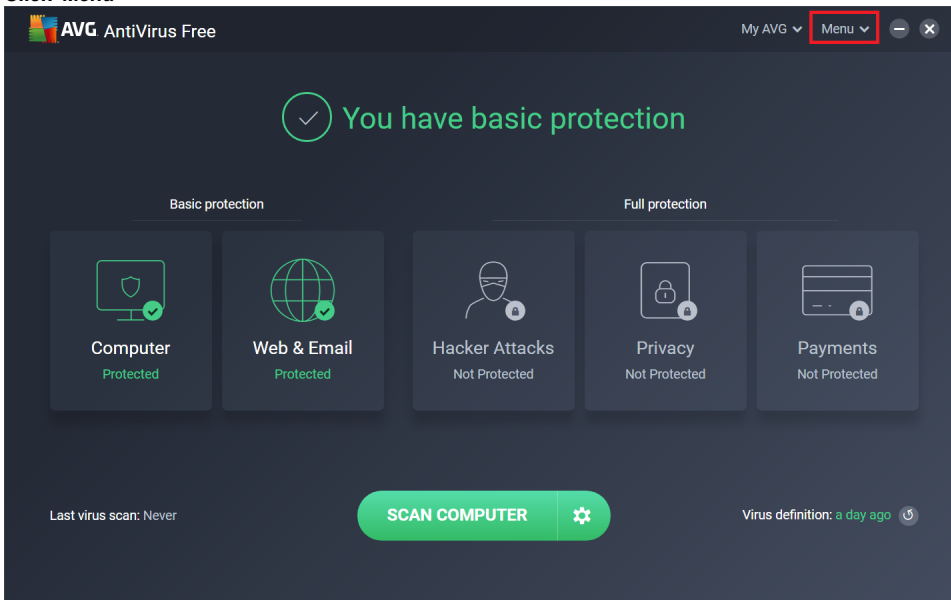 AVG AntiVirus Free
My AVG Menu
You have basic protection
Basic protection
Full protection
Computer
Protected
Web & Email
Protected
Hacker Attacks
Not Protected
Privacy
Not Protected
Payments
Not Protected
Last virus scan: Never
SCAN COMPUTER
Virus definition: a day ago